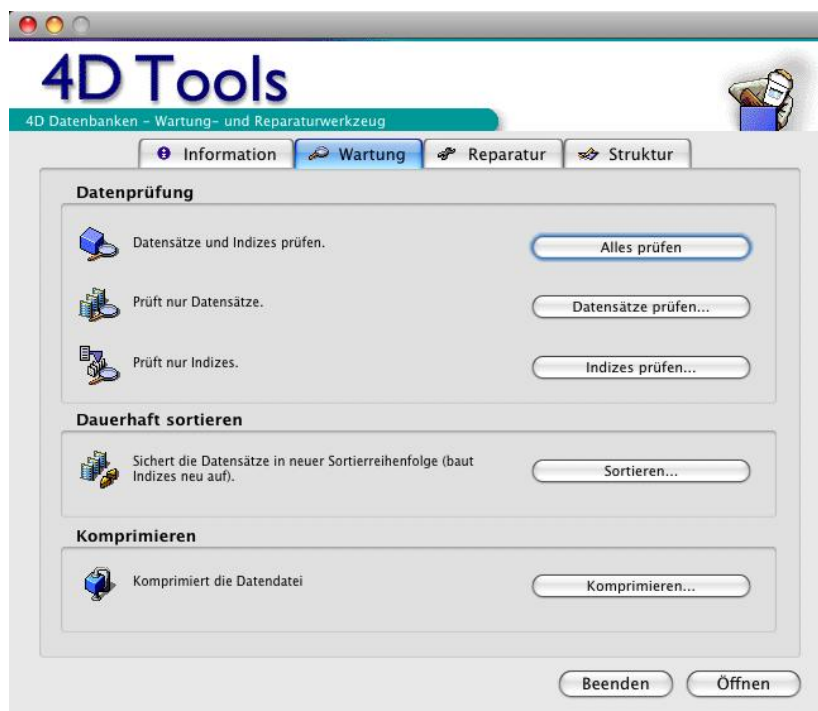 4D Tools
4D Datenbanken – Wartung- und Reparaturwerkzeug
Information Wartung Reparatur Struktur
Datenprüfung
Datensätze und Indizes prüfen. Alles prüfen
Prüft nur Datensätze. Datensätze prüfen...
Prüft nur Indizes. Indizes prüfen...
Dauerhaft sortieren
Sichert die Datensätze in neuer Sortierreihenfolge (baut
Indizes neu auf). Sortieren...
Komprimieren
Komprimiert die Datendatei Komprimieren...
Beenden Öffnen